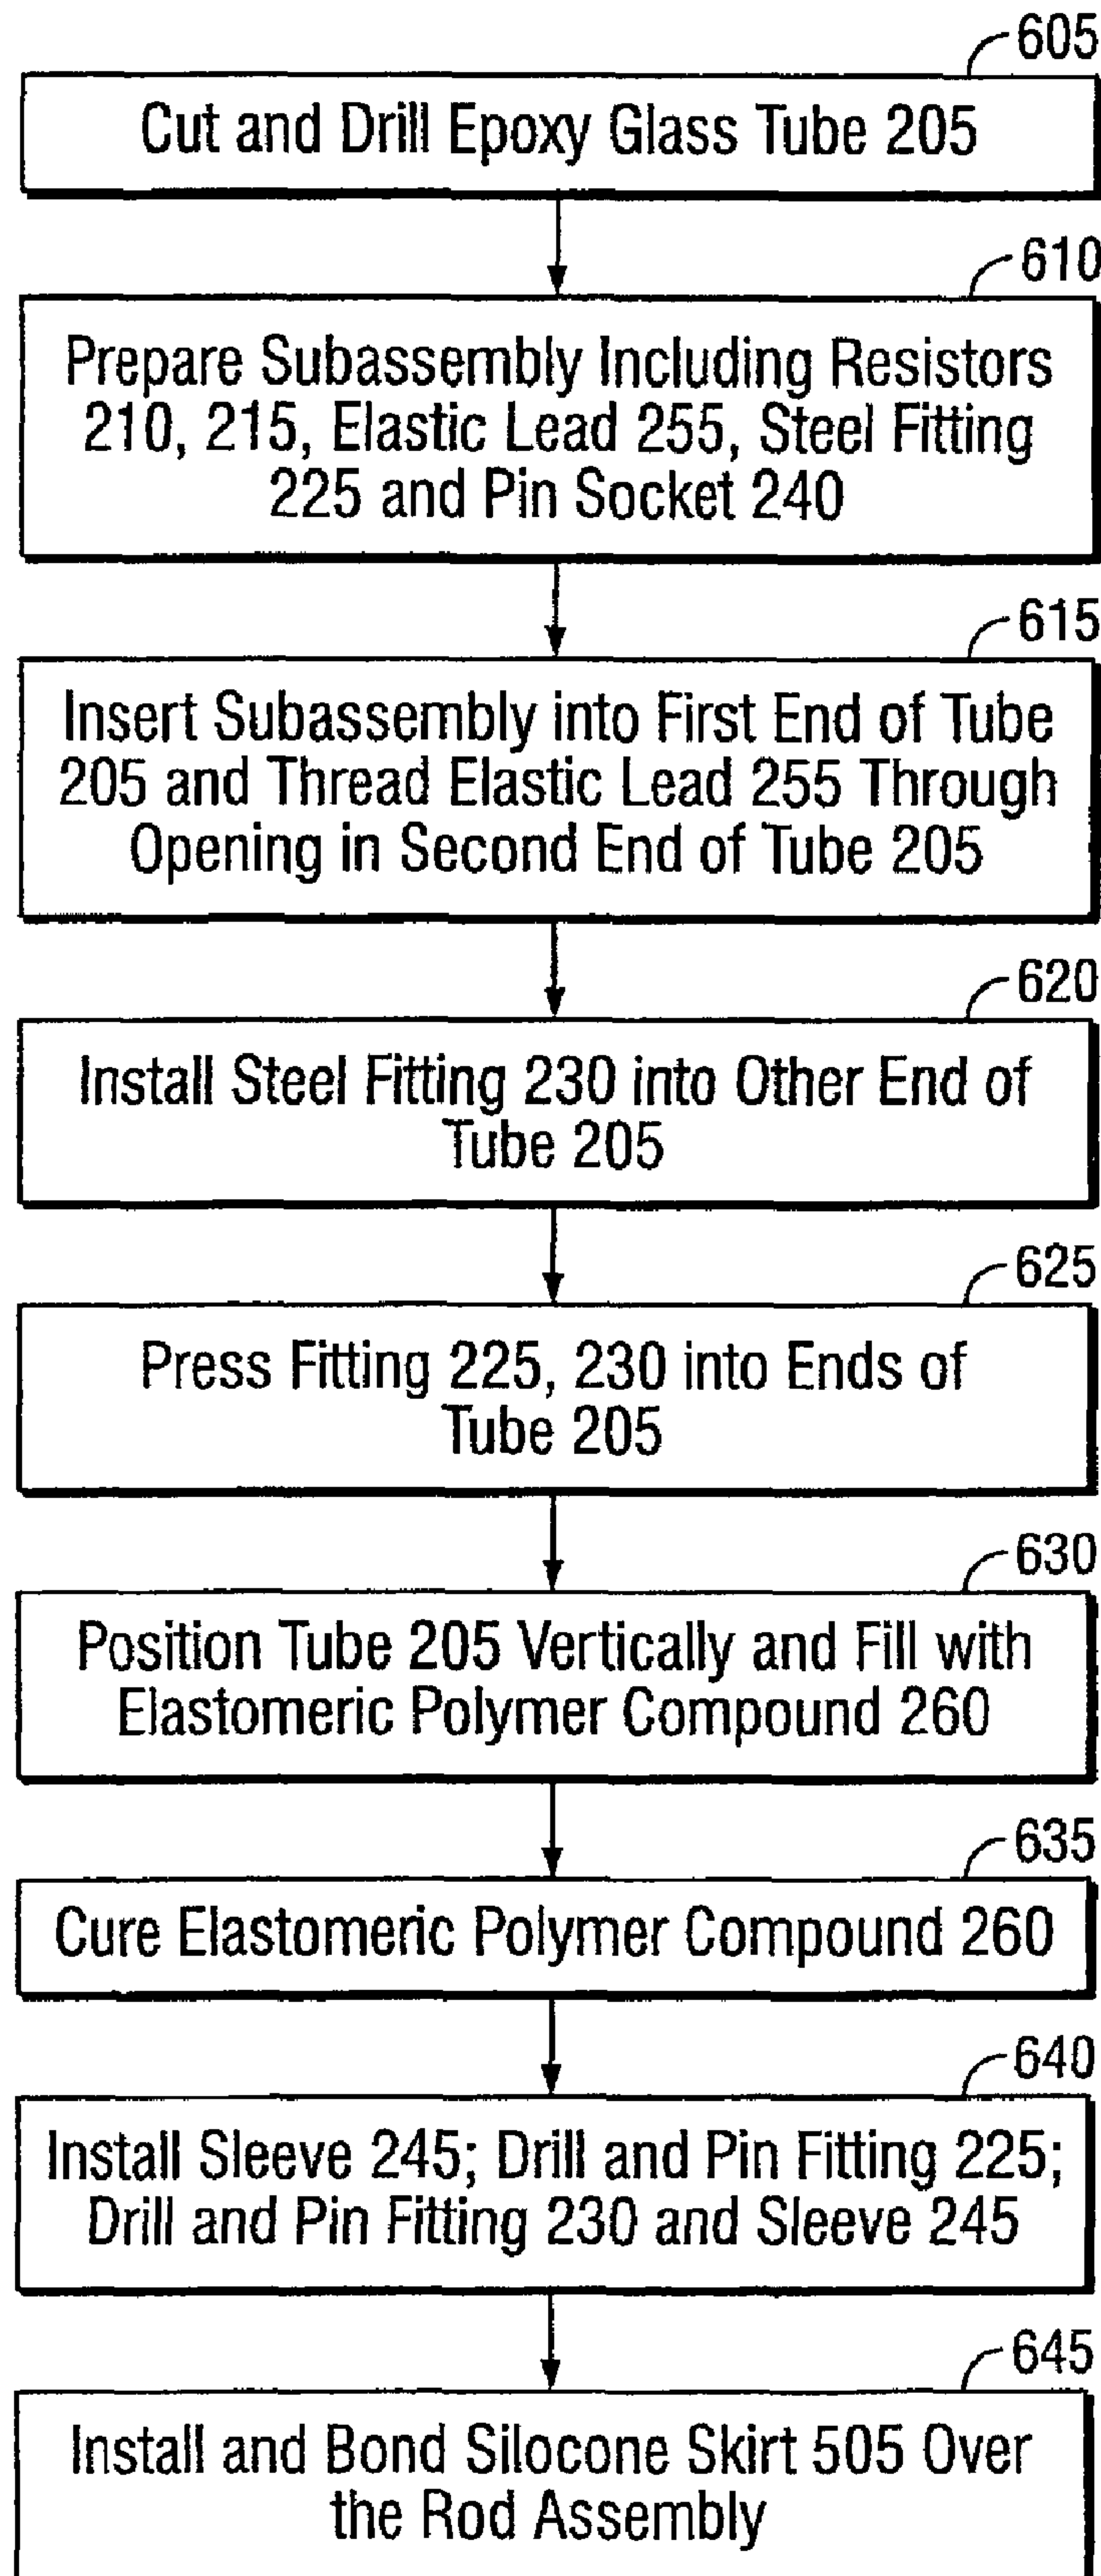 605
Cut and Drill Epoxy Glass Tube 205
610
Prepare Subassembly Including Resistors
210, 215, Elastic Lead 255, Steel Fitting
225 and Pin Socket 240
615
Insert Subassembly into First End of Tube
205 and Thread Elastic Lead 255 Through
Opening in Second End of Tube 205
620
Install Steel Fitting 230 into Other End of
Tube 205
625
Press Fitting 225, 230 into Ends of
Tube 205
630
Position Tube 205 Vertically and Fill with
Elastomeric Polymer Compound 260
635
Cure Elastomeric Polymer Compound 260
640
Install Sleeve 245; Drill and Pin Fitting 225;
Drill and Pin Fitting 230 and Sleeve 245
645
Install and Bond Silocone Skirt 505 Over
the Rod Assembly